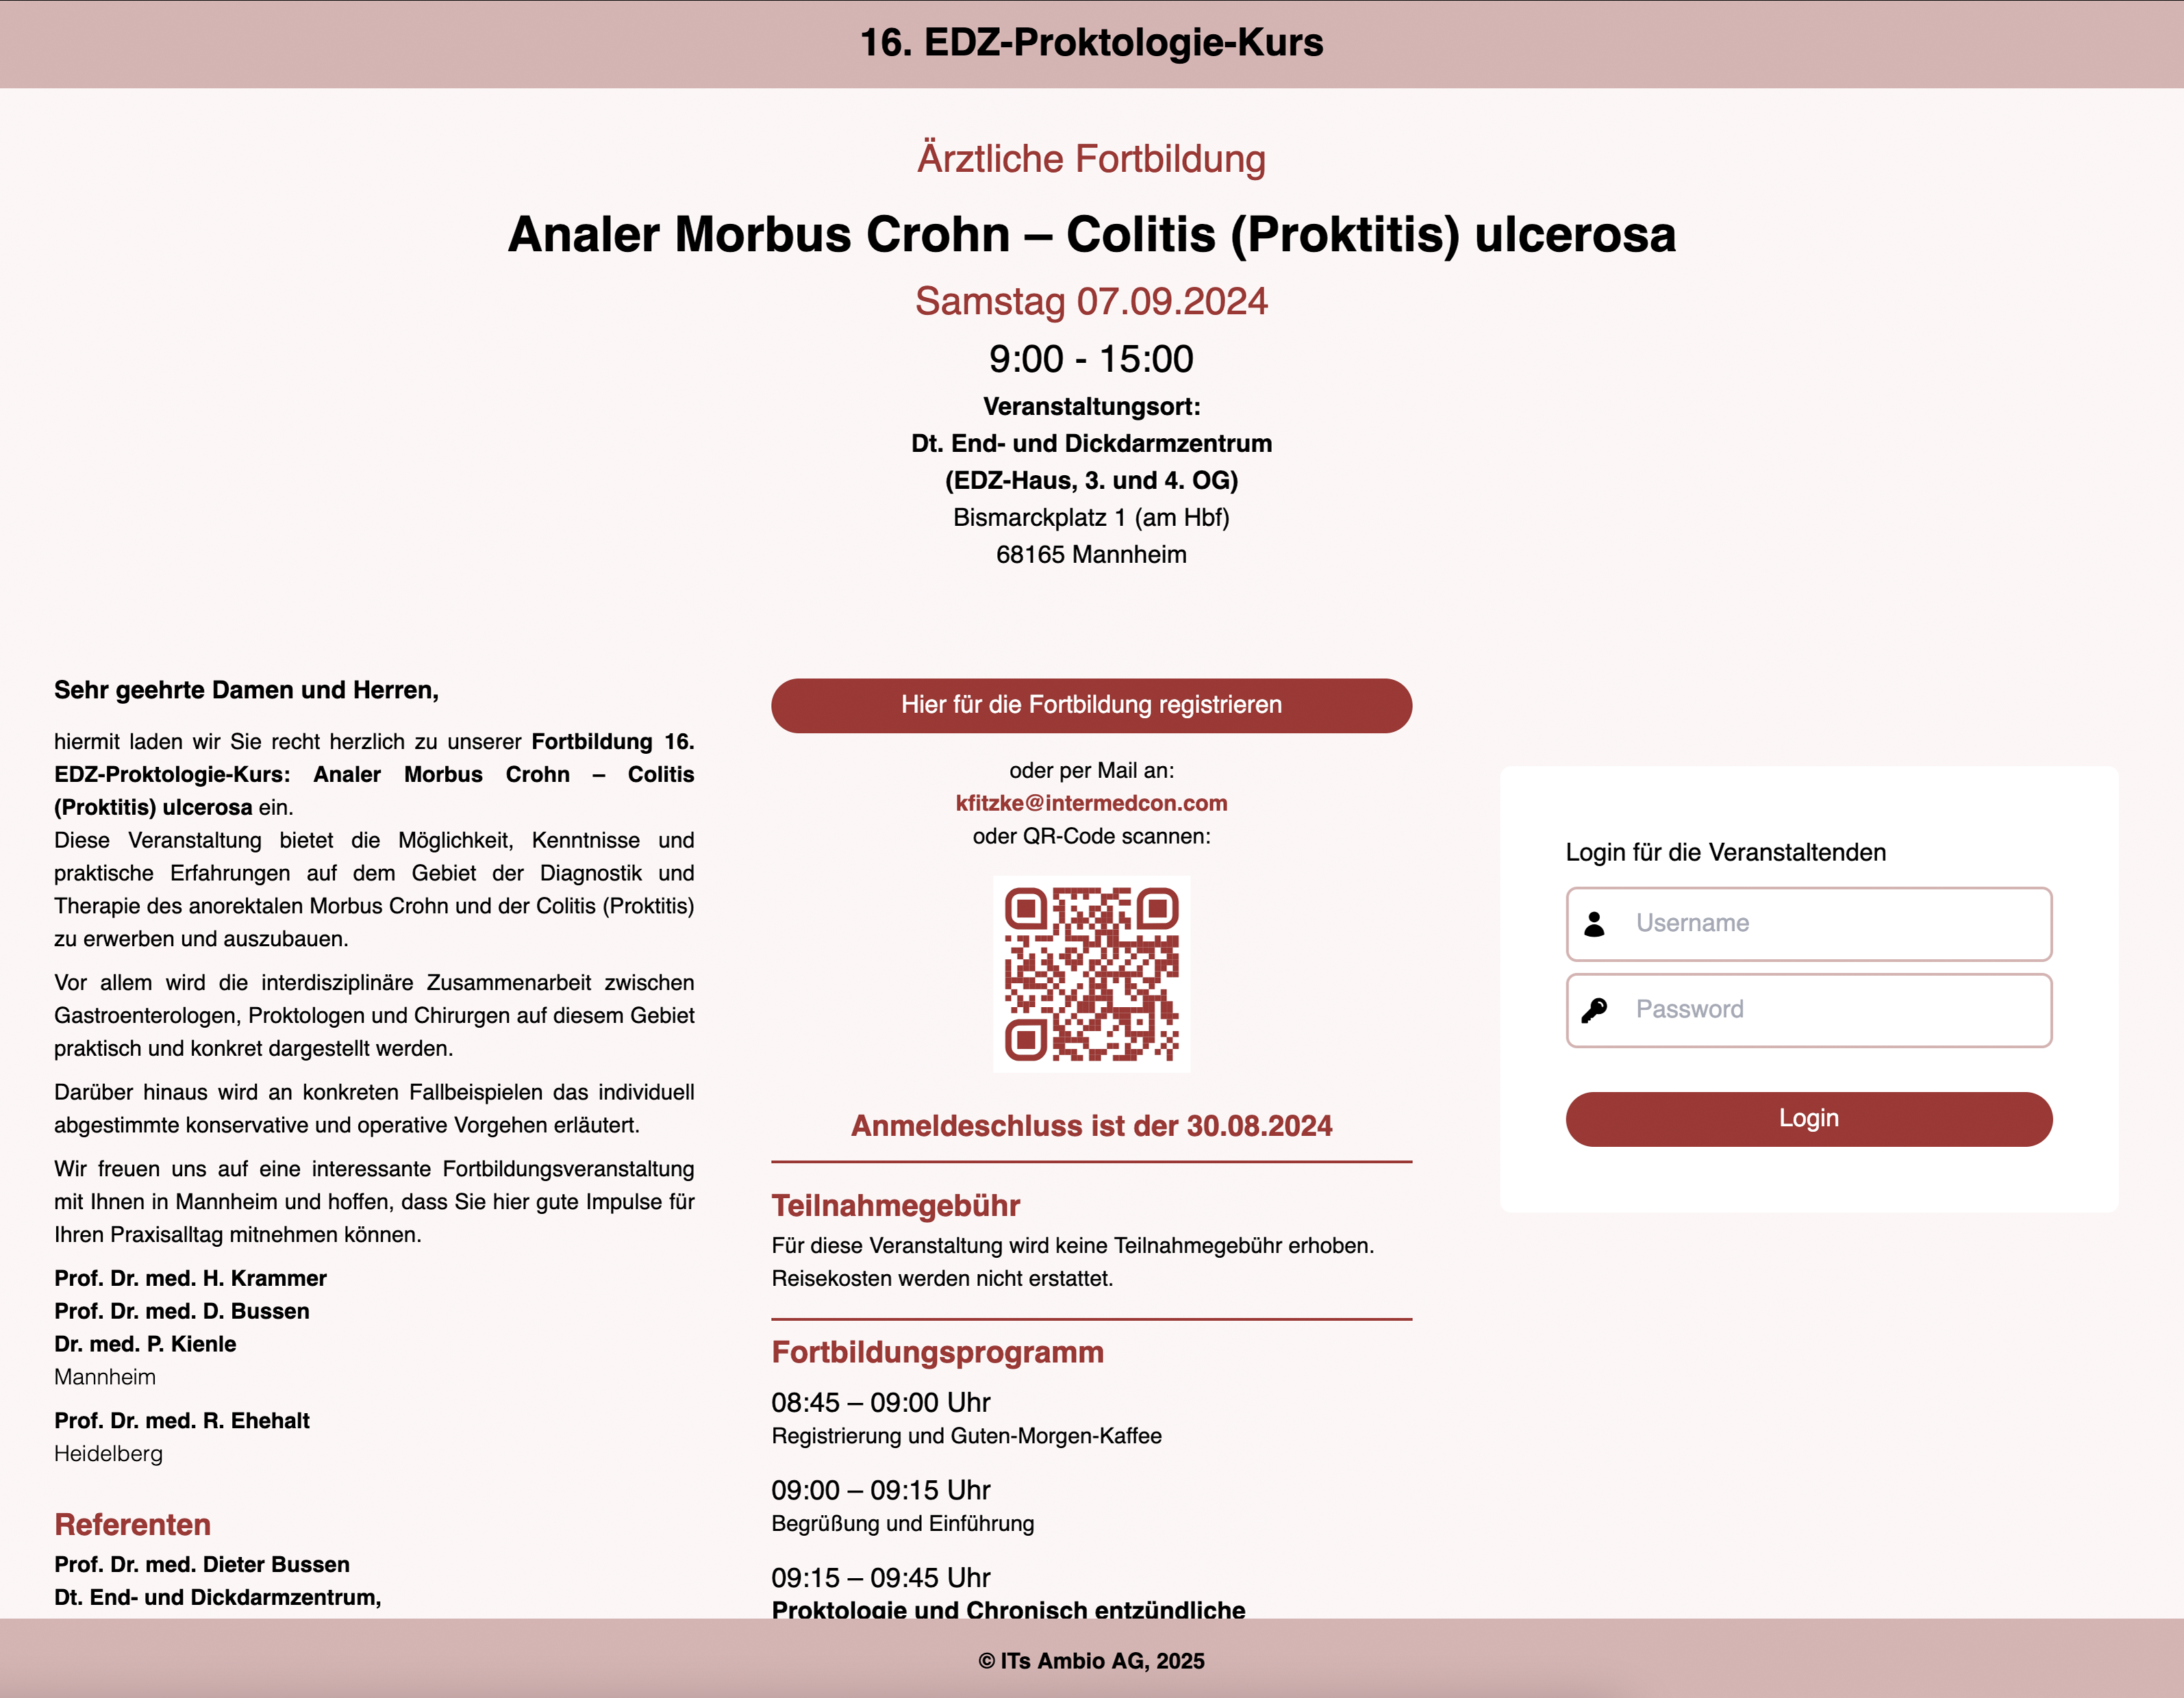 16. EDZ-Proktologie-Kurs
Ärztliche Fortbildung
Analer Morbus Crohn – Colitis (Proktitis) ulcerosa
Samstag 07.09.2024
9:00 - 15:00
Veranstaltungsort:
Dt. End- und Dickdarmzentrum
(EDZ-Haus, 3. und 4. OG)
Bismarckplatz 1 (am Hbf)
68165 Mannheim
Sehr geehrte Damen und Herren,
hiermit laden wir Sie recht herzlich zu unserer Fortbildung 16.
EDZ-Proktologie-Kurs: Analer Morbus Crohn – Colitis
(Proktitis) ulcerosa ein.
Diese Veranstaltung bietet die Möglichkeit, Kenntnisse und
praktische Erfahrungen auf dem Gebiet der Diagnostik und
Therapie des anorektalen Morbus Crohn und der Colitis (Proktitis)
zu erwerben und auszubauen.
Vor allem wird die interdisziplinäre Zusammenarbeit zwischen
Gastroenterologen, Proktologen und Chirurgen auf diesem Gebiet
praktisch und konkret dargestellt werden.
Darüber hinaus wird an konkreten Fallbeispielen das individuell
abgestimmte konservative und operative Vorgehen erläutert.
Wir freuen uns auf eine interessante Fortbildungsveranstaltung
mit Ihnen in Mannheim und hoffen, dass Sie hier gute Impulse für
Ihren Praxisalltag mitnehmen können.
Prof. Dr. med. H. Krammer
Prof. Dr. med. D. Bussen
Dr. med. P. Kienle
Mannheim
Prof. Dr. med. R. Ehehalt
Heidelberg
Referenten
Prof. Dr. med. Dieter Bussen
Dt. End- und Dickdarmzentrum,
Hier für die Fortbildung registrieren
oder per Mail an:
kfitzke@intermedcon.com
oder QR-Code scannen:
Anmeldeschluss ist der 30.08.2024
Teilnahmegebühr
Für diese Veranstaltung wird keine Teilnahmegebühr erhoben.
Reisekosten werden nicht erstattet.
Fortbildungsprogramm
08:45 – 09:00 Uhr
Registrierung und Guten-Morgen-Kaffee
09:00 – 09:15 Uhr
Begrüßung und Einführung
09:15 – 09:45 Uhr
Proktologie und Chronisch entzündliche
Login für die Veranstaltenden
Username
Password
Login
© ITs Ambio AG, 2025